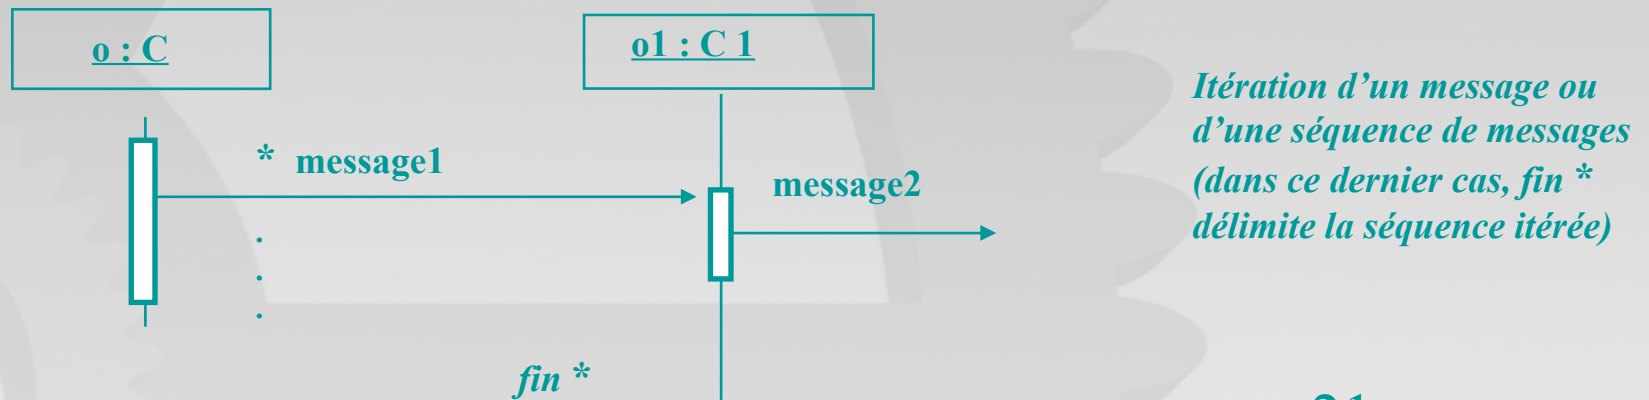 o : C
o1 : C 1
* message1
message2
.
.
.
fin *
Itération d’un message ou
d’une séquence de messages
(dans ce dernier cas, fin *
délimite la séquence itérée)